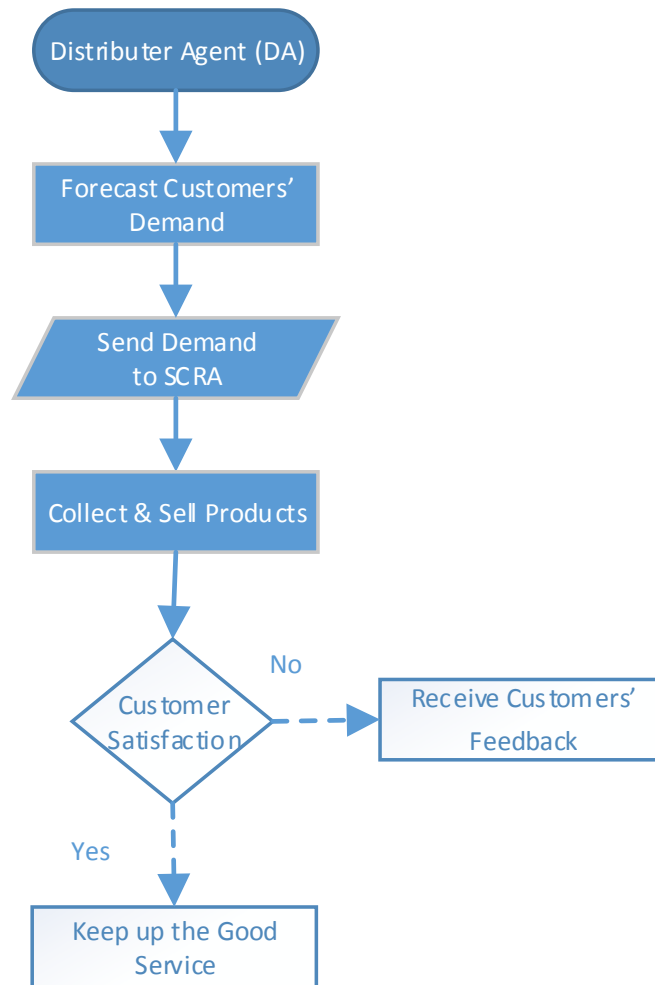 Distributer Agent (DA)
Forecast Customers’
Demand
Send Demand
to SCRA
Collect & Sell Products
No
Customer
Satisfaction
Receive Customers’
Feedback
Yes
Keep up the Good
Service